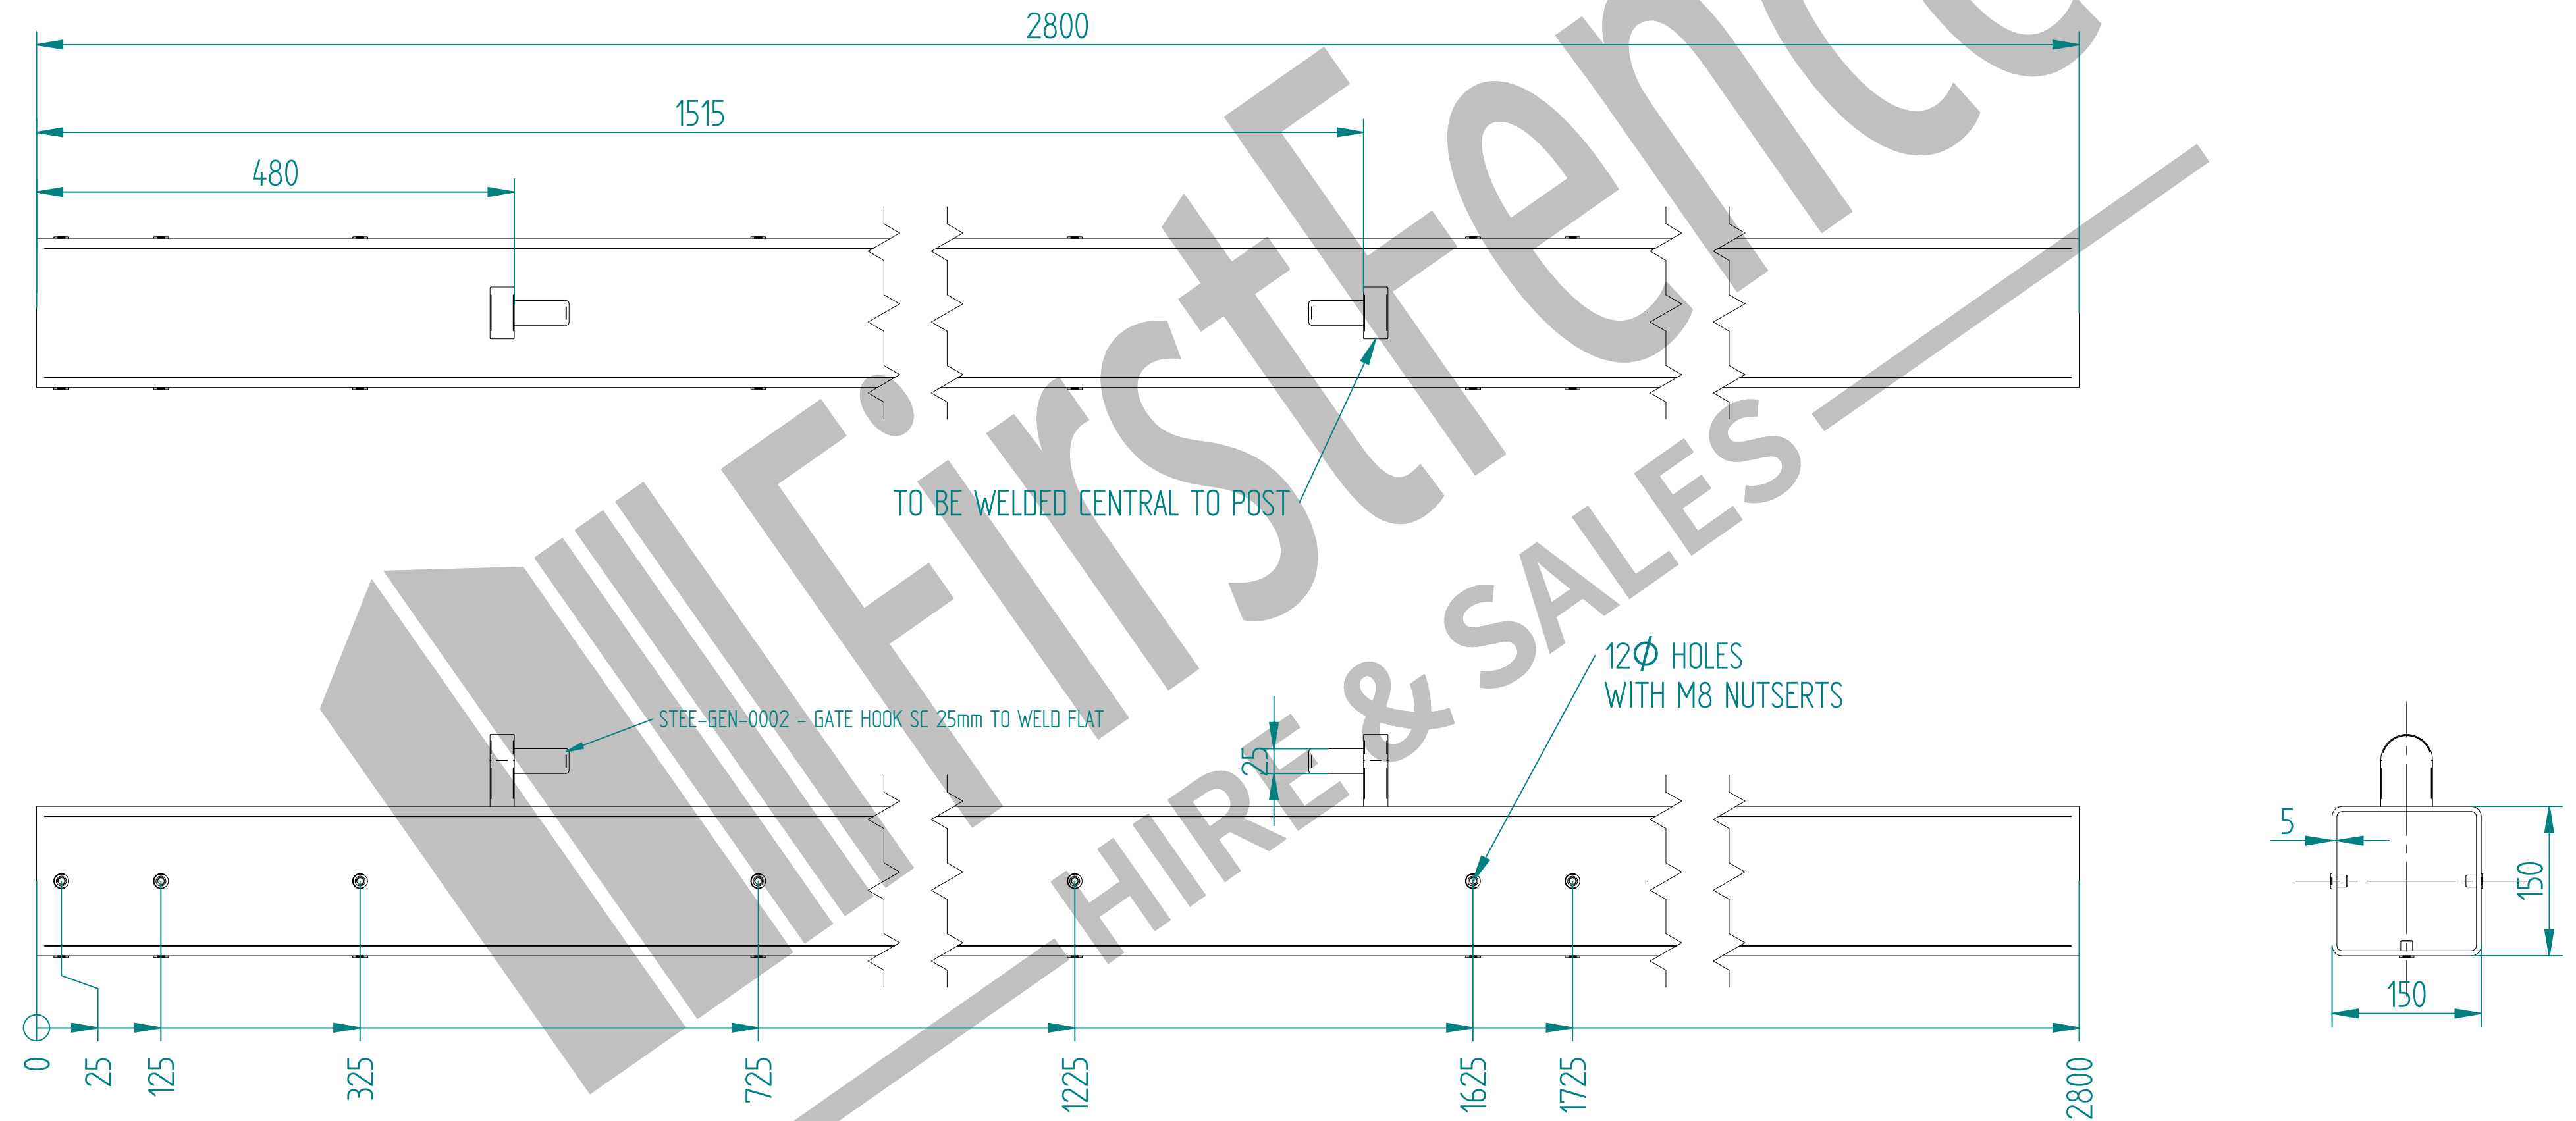 2800
1515
480
TO BE WELDED CENTRAL TO POST
12Φ HOLES
WITH M8 NUTSERTS
STEE-GEN-0002 - GATE HOOK SC 25mm TO WELD FLAT
25
5
150
150
0
25
125
325
725
1225
1625
1725
2800
FirstFence
HIRE & SALES